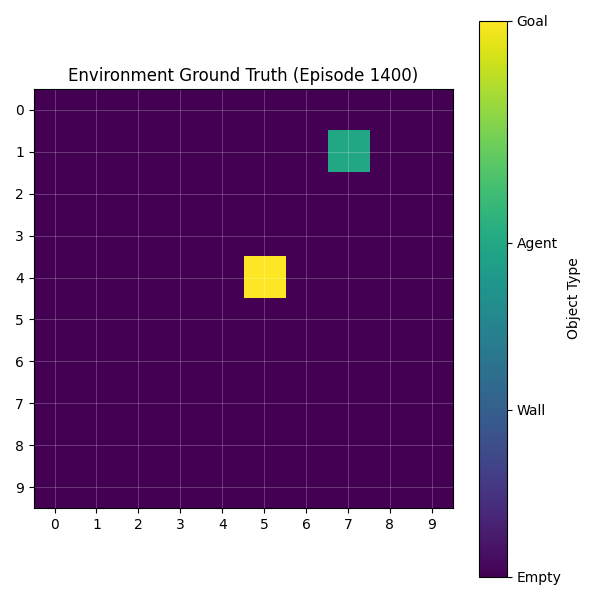 Environment Ground Truth (Episode 1400)
0
1
2
3
4
5
6
7
8
9
0 1 2 3 4 5 6 7 8 9
Goal
Agent
Wall
Empty
Object Type